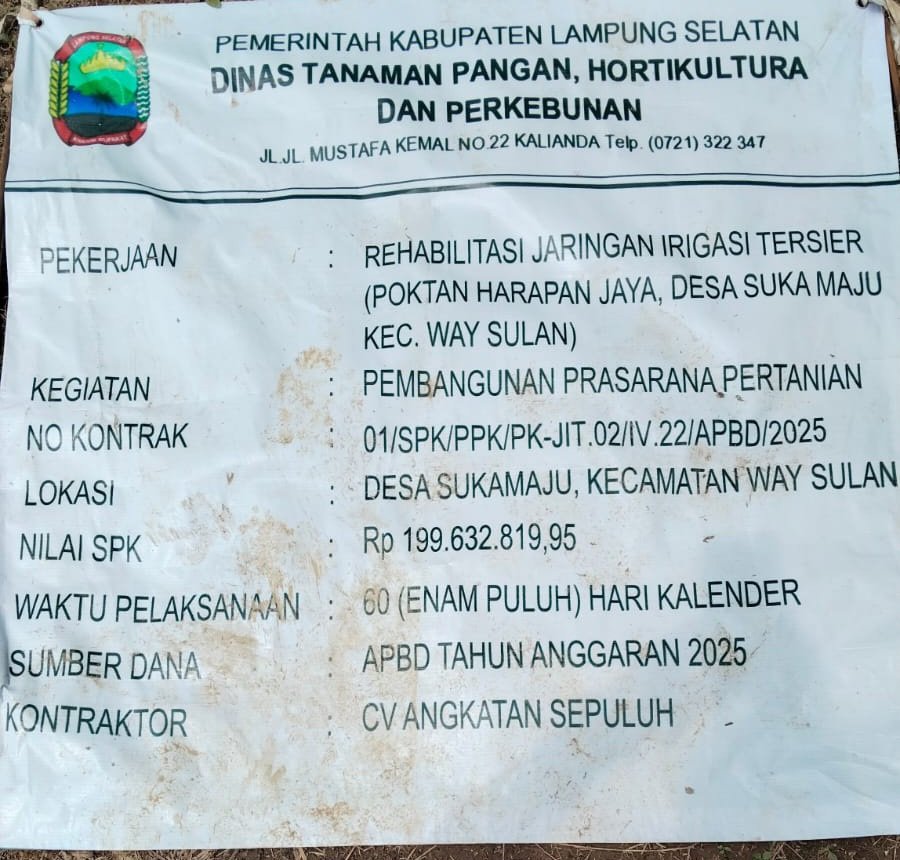 LAMPUNG SELATAN
PEMERINTAH KABUPATEN LAMPUNG SELATAN
DINAS TANAMAN PANGAN, HORTIKULTURA
DAN PERKEBUNAN
JL.JL. MUSTAFA KEMAL NO.22 KALIANDA Telp. (0721) 322 347
PEKERJAAN : REHABILITASI JARINGAN IRIGASI TERSIER
(POKTAN HARAPAN JAYA, DESA SUKA MAJU
KEC. WAY SULAN)
KEGIATAN : PEMBANGUNAN PRASARANA PERTANIAN
NO KONTRAK : 01/SPK/PPK/PK-JIT.02/IV.22/APBD/2025
LOKASI : DESA SUKAMAJU, KECAMATAN WAY SULAN
NILAI SPK : Rp 199.632.819,95
WAKTU PELAKSANAAN : 60 (ENAM PULUH) HARI KALENDER
SUMBER DANA : APBD TAHUN ANGGARAN 2025
KONTRAKTOR : CV ANGKATAN SEPULUH